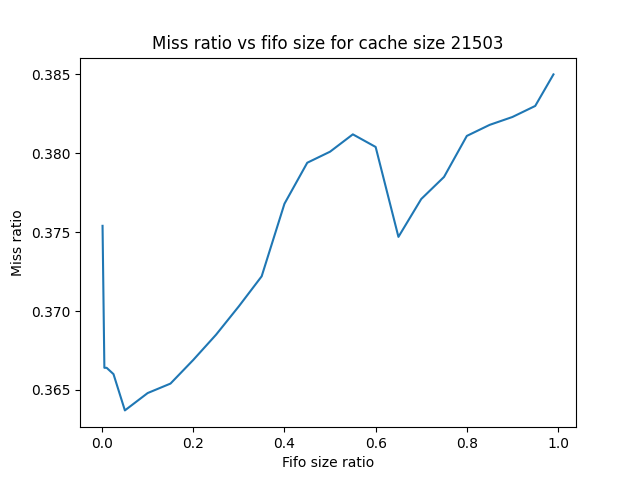 Miss ratio vs fifo size for cache size 21503
0.385
0.380
0.375
0.370
0.365
Miss ratio
0.0 0.2 0.4 0.6 0.8 1.0
Fifo size ratio